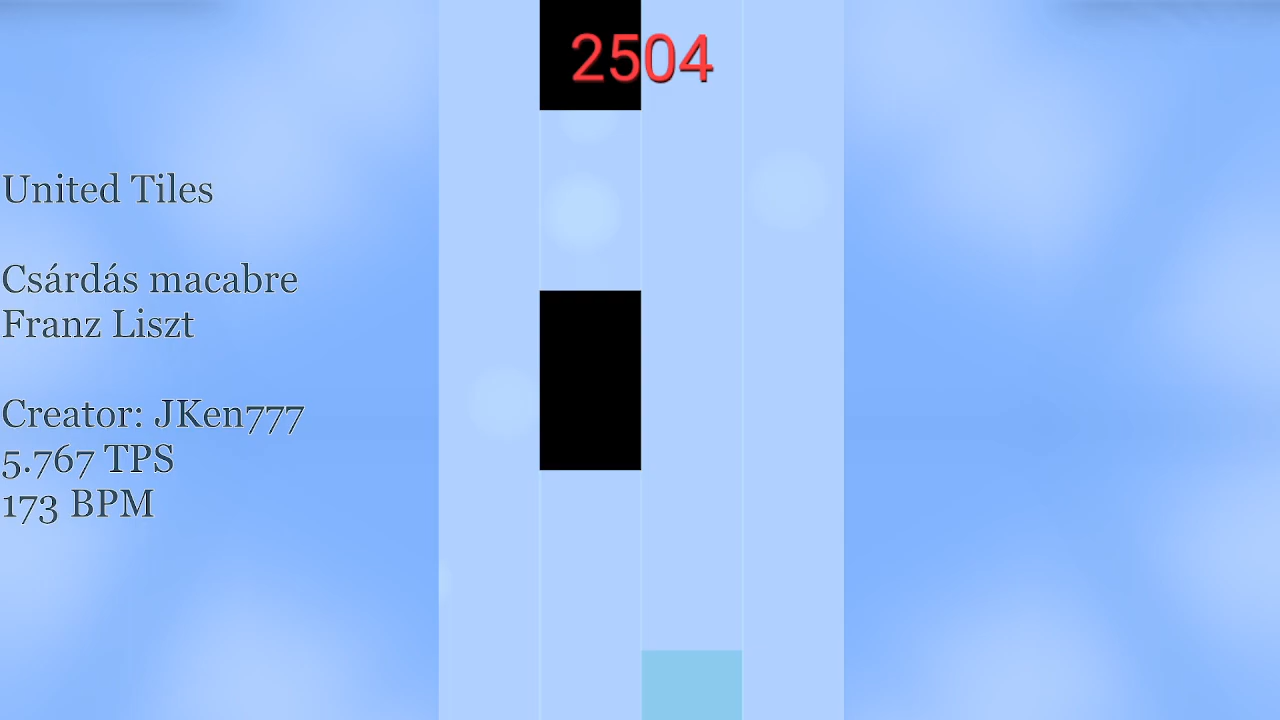 2504
United Tiles
Csárdás macabre
Franz Liszt
Creator: JKen777
5.767 TPS
173 BPM